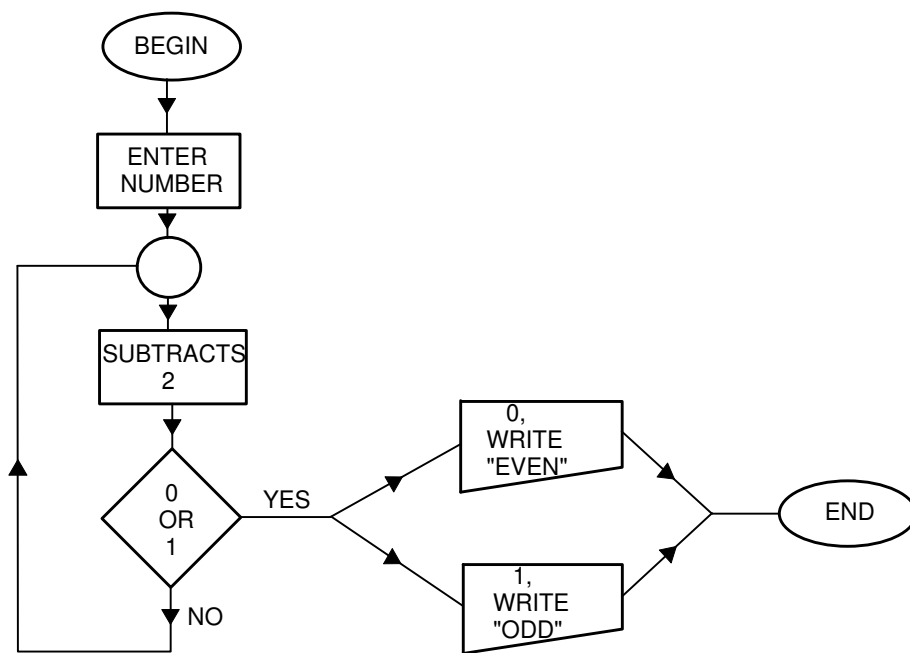 BEGIN
ENTER
NUMBER
SUBTRACTS
2
0
OR
1
YES
NO
0,
WRITE
"EVEN"
1,
WRITE
"ODD"
END